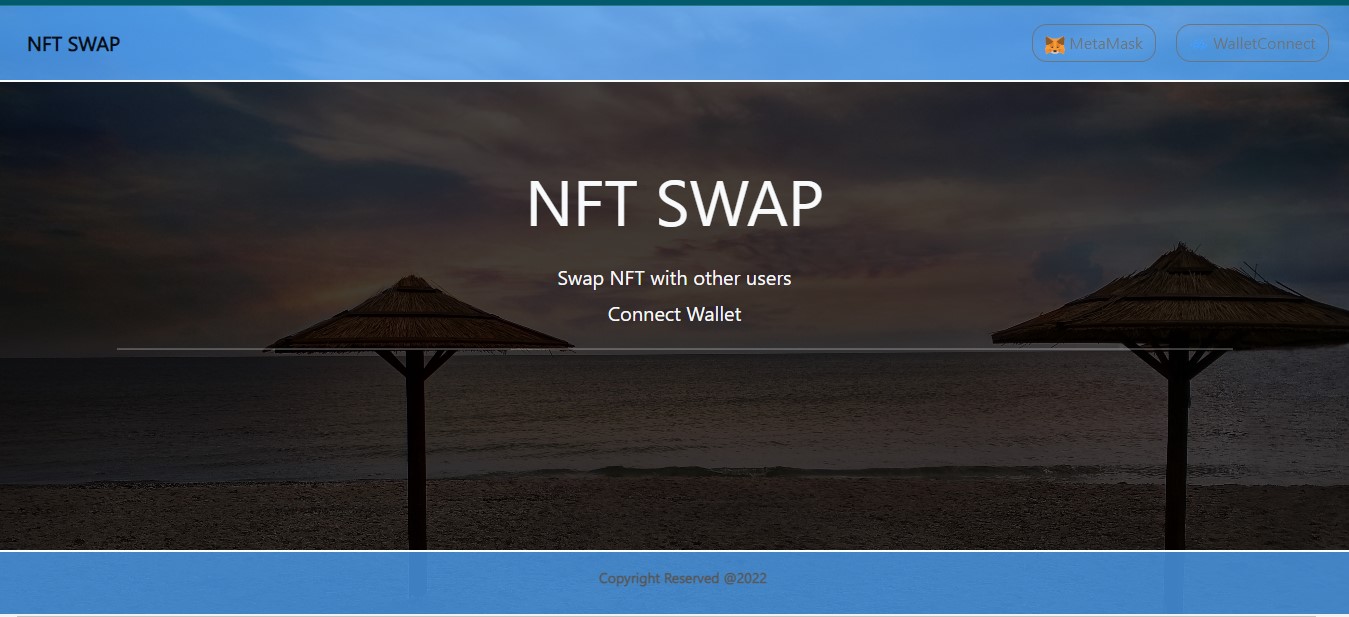 NFT SWAP
MetaMask
WalletConnect
NFT SWAP
Swap NFT with other users
Connect Wallet
Copyright Reserved @2022